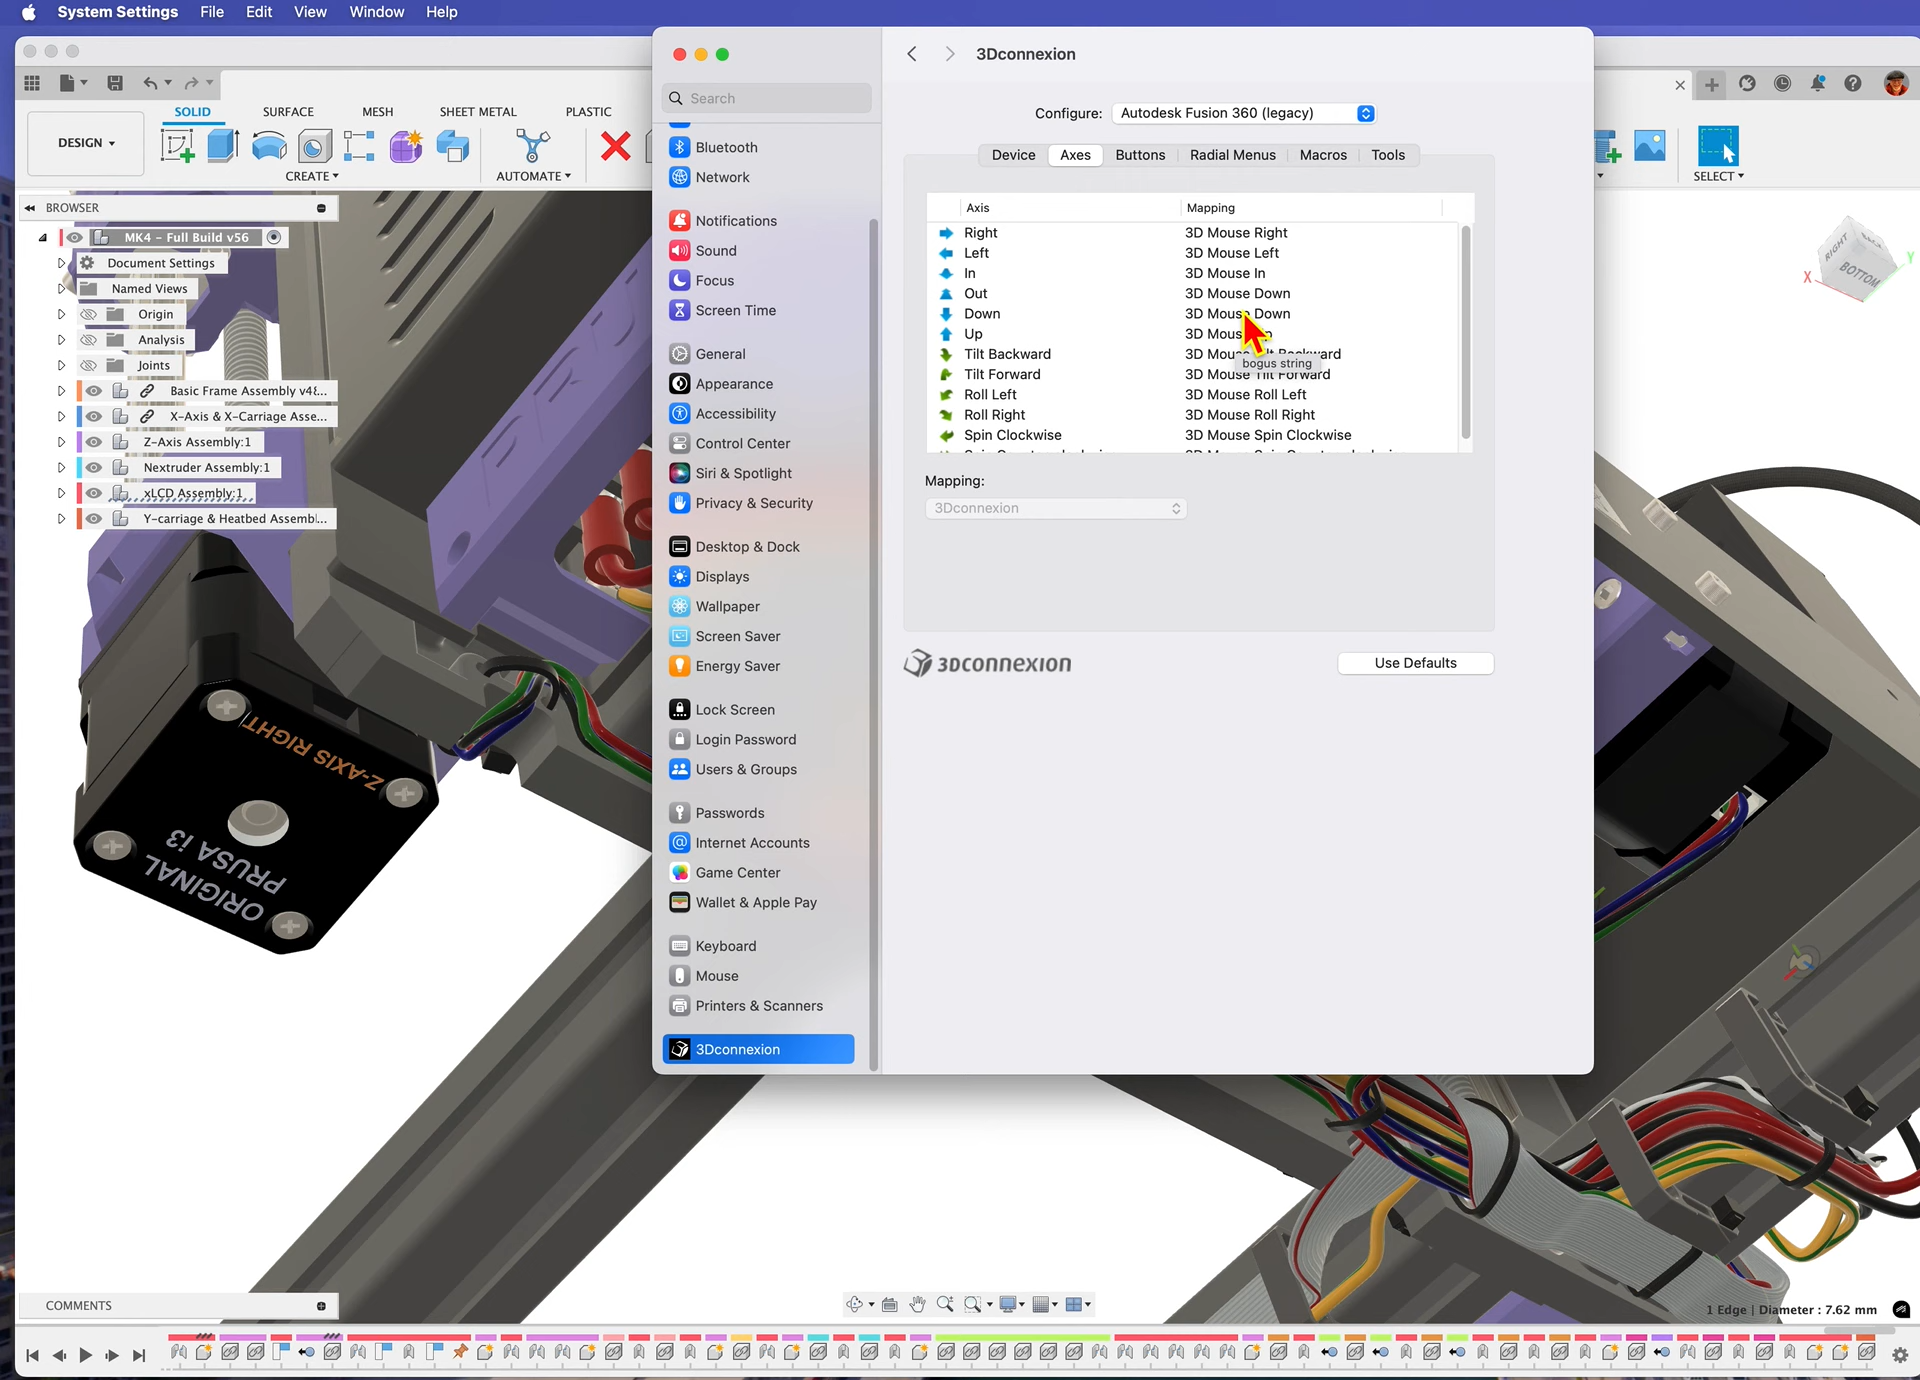 System Settings File Edit View Window Help
3Dconnexion
Search
Configure: Autodesk Fusion 360 (legacy)
SOLID SURFACE MESH SHEET METAL PLASTIC
DESIGN
CREATE AUTOMATE SELECT
Device Axes Buttons Radial Menus Macros Tools
Bluetooth
Network
Notifications
Sound
Focus
Screen Time
General
Appearance
Accessibility
Control Center
Siri & Spotlight
Privacy & Security
Desktop & Dock
Displays
Wallpaper
Screen Saver
Energy Saver
Lock Screen
Login Password
Users & Groups
Passwords
Internet Accounts
Game Center
Wallet & Apple Pay
Keyboard
Mouse
Printers & Scanners
3Dconnexion
BROWSER
MK4 - Full Build v56
Document Settings
Named Views
Origin
Analysis
Joints
Basic Frame Assembly v48...
X-Axis & X-Carriage Asse...
Z-Axis Assembly:1
Nextruder Assembly:1
xLCD Assembly:1
Y-carriage & Heatbed Assembl...
Axis Mapping
Right 3D Mouse Right
Left 3D Mouse Left
In 3D Mouse In
Out 3D Mouse Down
Down 3D Mouse Down
Up
Tilt Backward
Tilt Forward 3D Mouse Tilt Forward
Roll Left 3D Mouse Roll Left
Roll Right 3D Mouse Roll Right
Spin Clockwise 3D Mouse Spin Clockwise
bogus string
Mapping:
3Dconnexion
3DCONNEXION
Use Defaults
RIGHT BACK
BOTTOM
X Y
Z-AXIS RIGHT
ORIGINAL
PRUSA i3
COMMENTS
1 Edge | Diameter : 7.62 mm